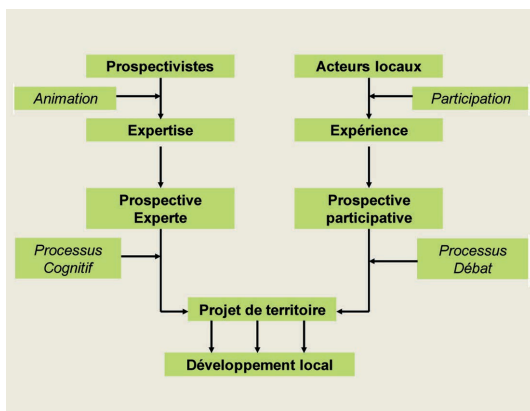 Prospectivistes
Acteurs locaux
Animation
Participation
Expertise
Expérience
Prospective
Experte
Prospective
participative
Processus
Cognitif
Processus
Débat
Projet de territoire
Développement local